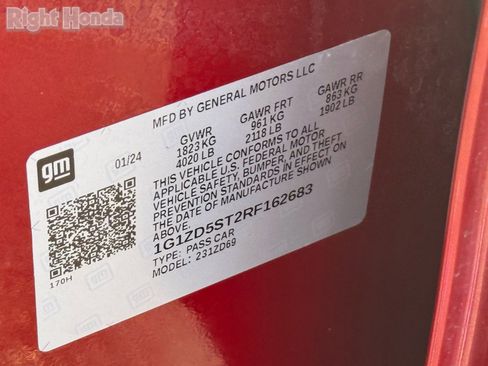 Right Honda
MFD BY GENERAL MOTORS LLC
gm
01/24
GVWR GAWR FRT GAWR RR
1823 KG 961 KG 863 KG
4020 LB 2118 LB 1902 LB
THIS VEHICLE CONFORMS TO ALL
APPLICABLE U.S. FEDERAL MOTOR
VEHICLE SAFETY, BUMPER, AND THEFT
PREVENTION STANDARDS IN EFFECT ON
THE DATE OF MANUFACTURE SHOWN
ABOVE.
1G1ZD5ST2RF162683
TYPE: PASS CAR
MODEL: 231ZD69
170H